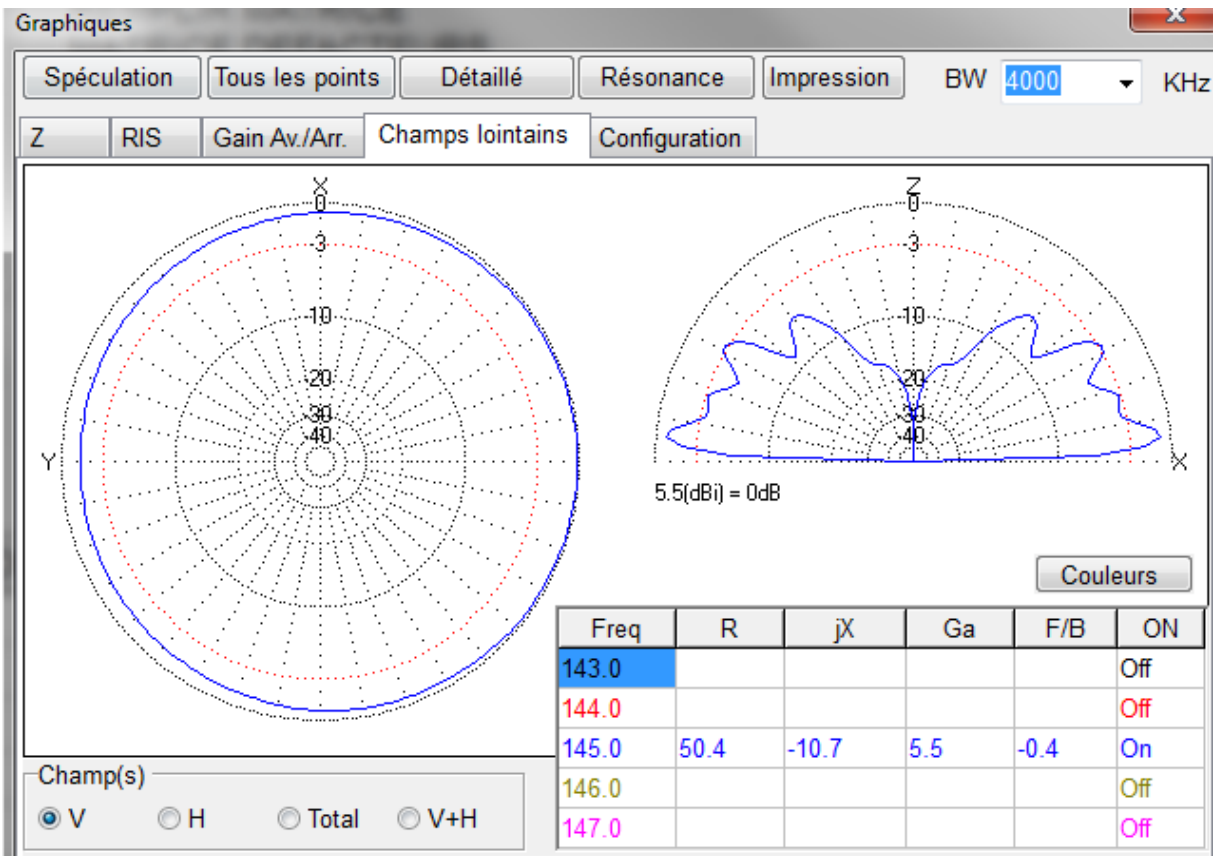 Graphiques
X
Spéculation Tous les points Détaillé Résonance Impression BW 4000 KHz
Z RIS Gain Av./Arr. Champs lointains Configuration
X Z
0 0
-3 -3
-10 -10
-20 -20
-30 -30
-40 -40
Y X
5.5(dBi) = 0dB
Couleurs
Freq R jX Ga F/B ON
143.0 Off
144.0 Off
145.0 50.4 -10.7 5.5 -0.4 On
146.0 Off
147.0 Off
Champ(s)
V H Total V+H